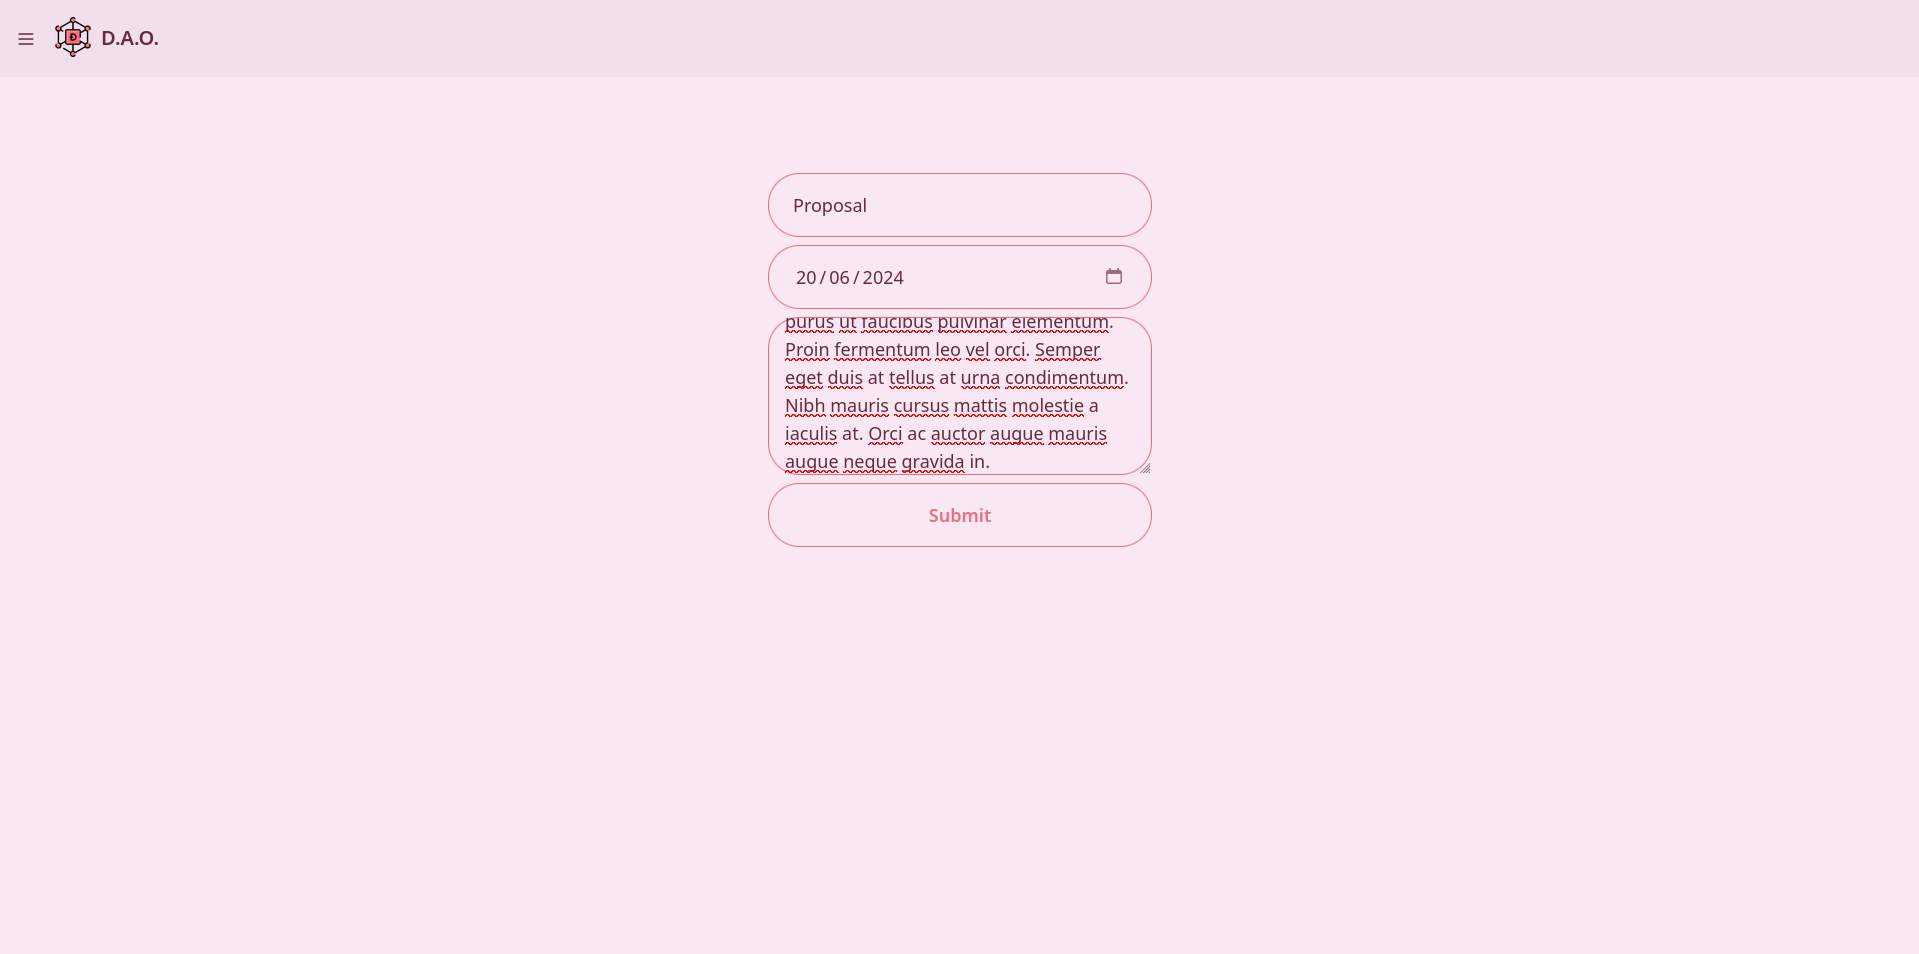 D.A.O.
Proposal
20/06/2024
purus ut faucibus pulvinar elementum.
Proin fermentum leo vel orci. Semper
eget duis at tellus at urna condimentum.
Nibh mauris cursus mattis molestie a
iaculis at. Orci ac auctor augue mauris
augue neque gravida in.
Submit